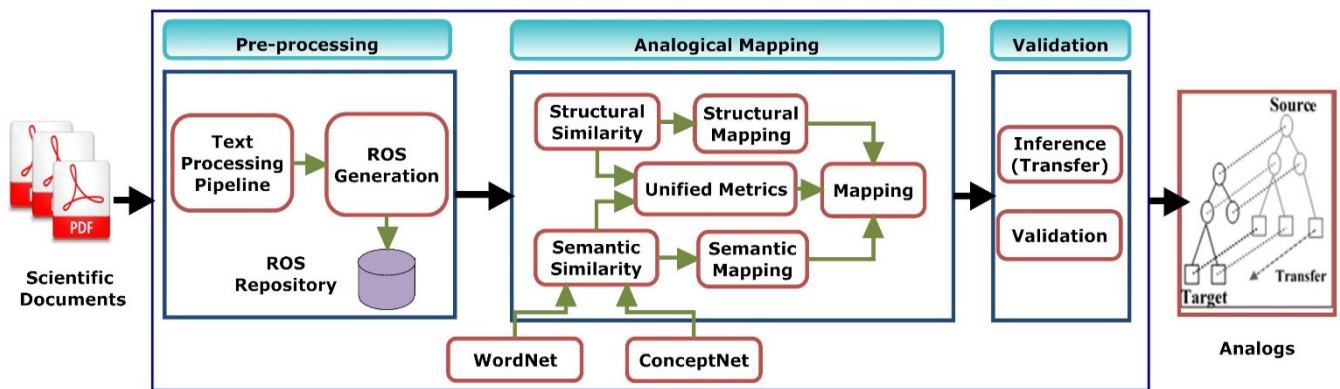 Pre-processing
Analogical Mapping
Validation
PDF
Scientific
Documents
Text
Processing
Pipeline
ROS
Generation
ROS
Repository
Structural
Similarity
Structural
Mapping
Unified Metrics
Mapping
Semantic
Similarity
Semantic
Mapping
WordNet
ConceptNet
Inference
(Transfer)
Validation
Source
Target
Transfer
Analogs